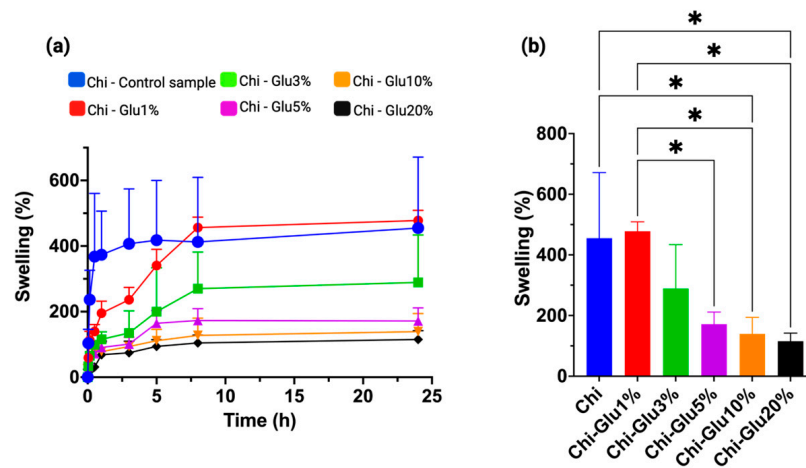 (a)
Chi - Control sample
Chi - Glu3%
Chi - Glu10%
Chi - Glu1%
Chi - Glu5%
Chi - Glu20%
Swelling (%)
600
400
200
0
0 5 10 15 20 25
Time (h)
(b)
*
*
*
*
*
Swelling (%)
800
600
400
200
0
Chi
Chi-Glu1%
Chi-Glu3%
Chi-Glu5%
Chi-Glu10%
Chi-Glu20%